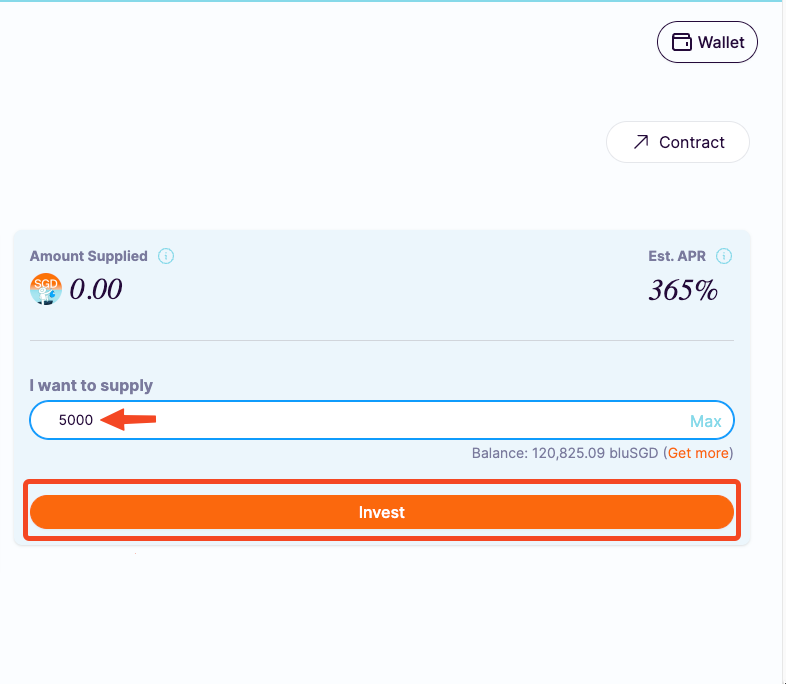 Wallet
Contract
Amount Supplied
Est. APR
SGD
0.00
365%
I want to supply
5000
Max
Balance: 120,825.09 bluSGD (Get more)
Invest